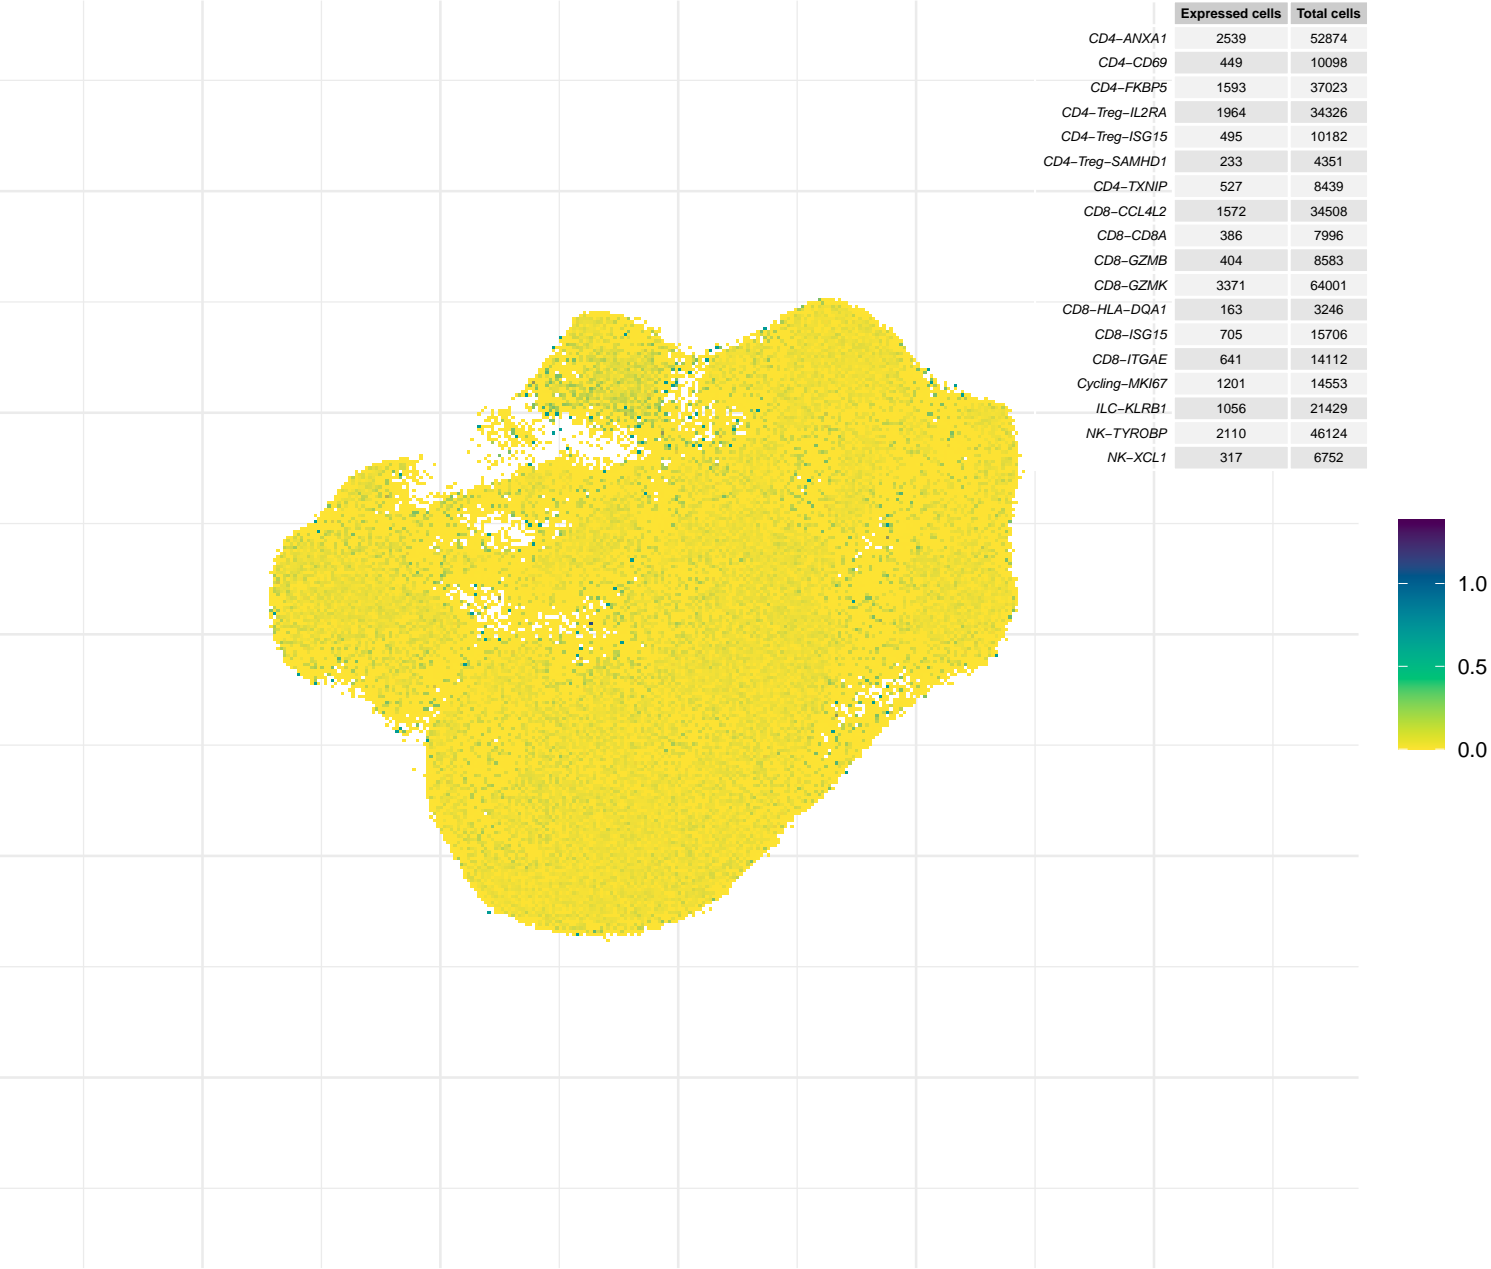 Expressed cells Total cells
CD4−ANXA1 2539 52874
CD4−CD69 449 10098
CD4−FKBP5 1593 37023
CD4−Treg−IL2RA 1964 34326
CD4−Treg−ISG15 495 10182
CD4−Treg−SAMHD1 233 4351
CD4−TXNIP 527 8439
CD8−CCL4L2 1572 34508
CD8−CD8A 386 7996
CD8−GZMB 404 8583
CD8−GZMK 3371 64001
CD8−HLA−DQA1 163 3246
CD8−ISG15 705 15706
CD8−ITGAE 641 14112
Cycling−MKI67 1201 14553
ILC−KLRB1 1056 21429
NK−TYROBP 2110 46124
NK−XCL1 317 6752
1.0
0.5
0.0